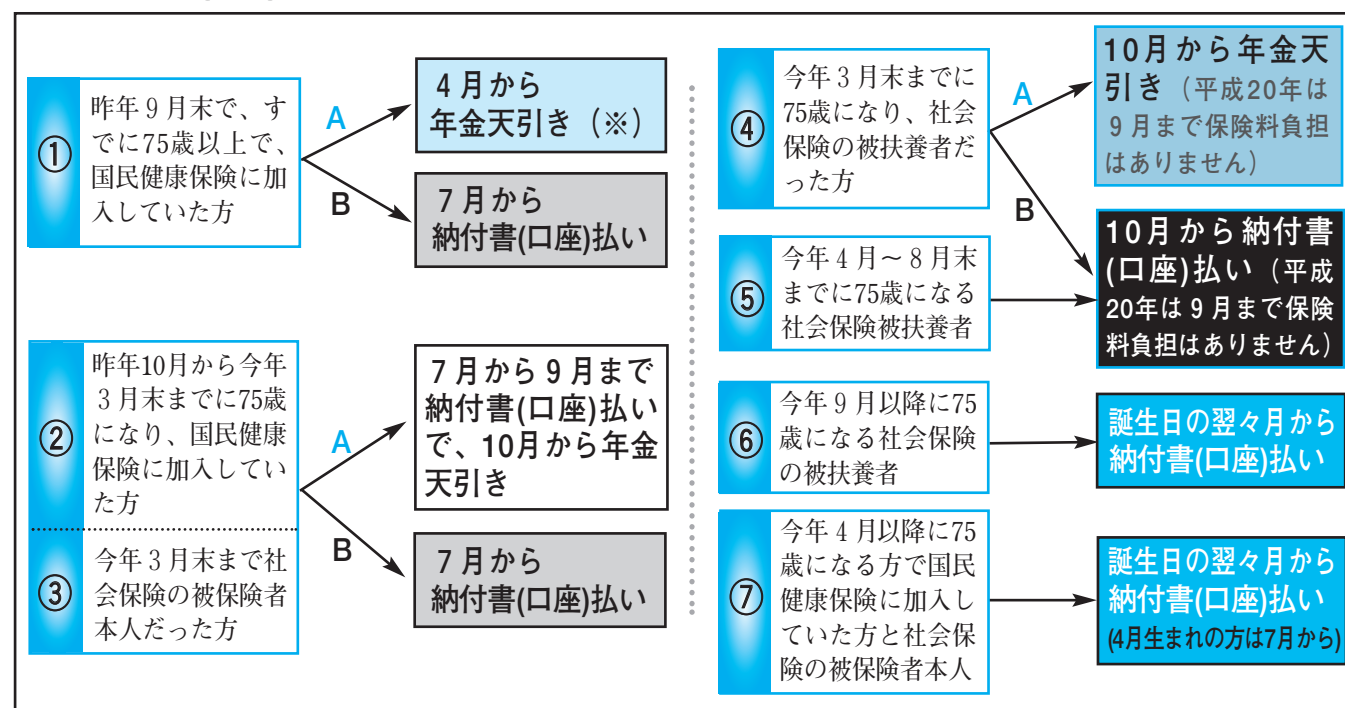 ①
昨年９月末で、す
でに75歳以上で、
国民健康保険に加
入していた方
A
４月から
年金天引き（※）
B
７月から
納付書(口座)払い
②
昨年10月から今年
３月末までに75歳
になり、国民健康
保険に加入してい
た方
③
今年３月末まで社
会保険の被保険者
本人だった方
A
７月から９月まで
納付書(口座)払い
で、10月から年金
天引き
B
７月から
納付書(口座)払い
④
今年３月末までに
75歳になり、社会
保険の被扶養者だ
った方
A
10月から年金天
引き（平成20年は
９月まで保険料負担
はありません）
B
10月から納付書
(口座)払い（平成
20年は９月まで保険
料負担はありません）
⑤
今年４月～８月末
までに75歳になる
社会保険被扶養者
⑥
今年９月以降に75
歳になる社会保険
の被扶養者
誕生日の翌々月から
納付書(口座)払い
⑦
今年４月以降に75
歳になる方で国民
健康保険に加入し
ていた方と社会保
険の被保険者本人
誕生日の翌々月から
納付書(口座)払い
(4月生まれの方は7月から)